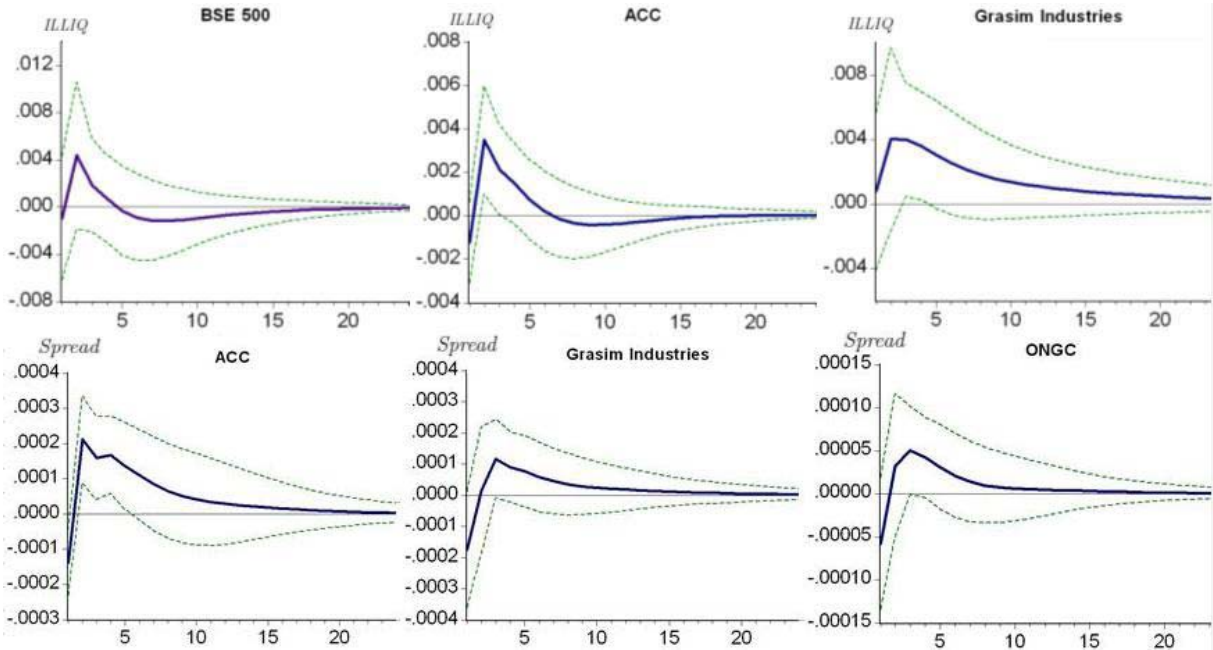 ILLIQ
BSE 500
.012
.008
.004
.000
-.004
-.008
5 10 15 20
ILLIQ
ACC
.008
.006
.004
.002
.000
-.002
-.004
5 10 15 20
ILLIQ
Grasim Industries
.008
.004
.000
-.004
5 10 15 20
Spread
ACC
.0004
.0003
.0002
.0001
.0000
-.0001
-.0002
-.0003
5 10 15 20
Spread
Grasim Industries
.0004
.0003
.0002
.0001
.0000
-.0001
-.0002
-.0003
-.0004
5 10 15 20
Spread
ONGC
.00015
.00010
.00005
.00000
-.00005
-.00010
-.00015
5 10 15 20